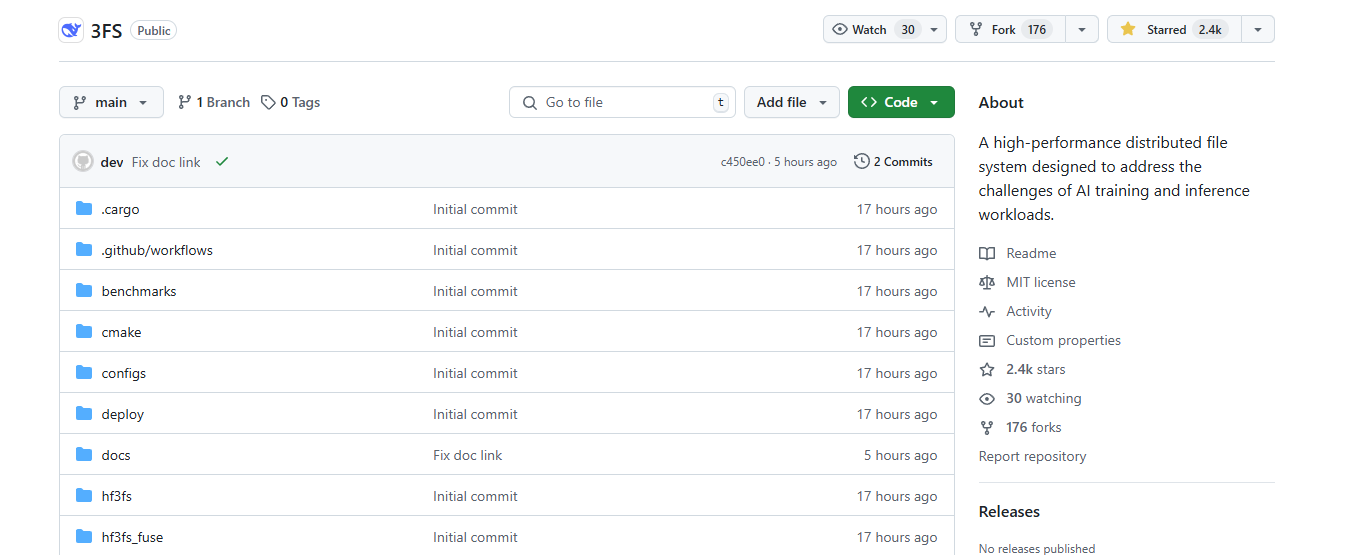 3FS Public Watch 30 Fork 176 Starred 2.4k
main 1 Branch 0 Tags Go to file t Add file Code
dev Fix doc link c450ee0 · 5 hours ago 2 Commits
.cargo Initial commit 17 hours ago
.github/workflows Initial commit 17 hours ago
benchmarks Initial commit 17 hours ago
cmake Initial commit 17 hours ago
configs Initial commit 17 hours ago
deploy Initial commit 17 hours ago
docs Fix doc link 5 hours ago
hf3fs Initial commit 17 hours ago
hf3fs_fuse Initial commit 17 hours ago
About
A high-performance distributed file
system designed to address the
challenges of AI training and inference
workloads.
Readme
MIT license
Activity
Custom properties
2.4k stars
30 watching
176 forks
Report repository
Releases
No releases published